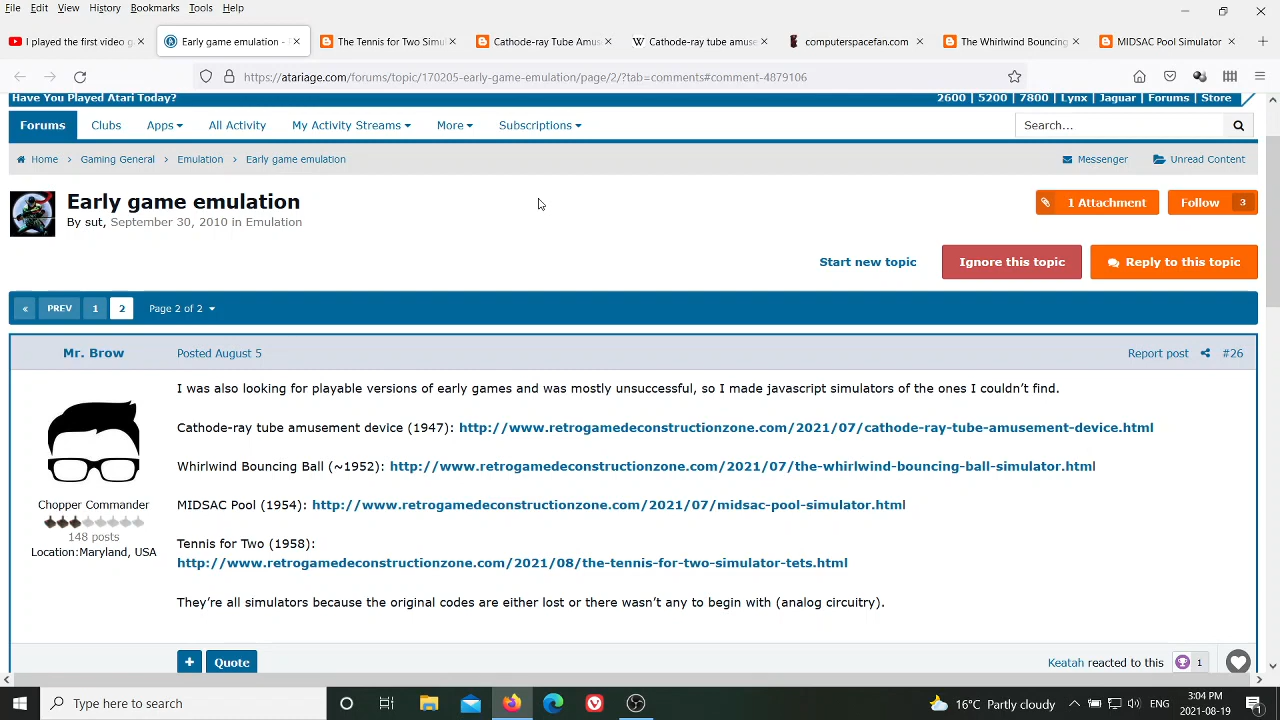 File Edit View History Bookmarks Tools Help
I played the first video g
Early game emulation -
The Tennis for Two Simul
Cathode-ray Tube Amus
Cathode-ray tube amuse
computerspacefan.com
The Whirlwind Bouncing
MIDSAC Pool Simulator
https://atariage.com/forums/topic/170205-early-game-emulation/page/2/?tab=comments#comment-4879106
Have You Played Atari Today?
2600 | 5200 | 7800 | Lynx | Jaguar | Forums | Store
Forums Clubs Apps All Activity My Activity Streams More Subscriptions
Search...
Home > Gaming General > Emulation > Early game emulation
Messenger Unread Content
Early game emulation
By sut, September 30, 2010 in Emulation
1 Attachment
Follow 3
Start new topic
Ignore this topic
Reply to this topic
« PREV 1 2 Page 2 of 2
Mr. Brow
Posted August 5
Report post #26
I was also looking for playable versions of early games and was mostly unsuccessful, so I made javascript simulators of the ones I couldn't find.
Cathode-ray tube amusement device (1947): http://www.retrogamedeconstructionzone.com/2021/07/cathode-ray-tube-amusement-device.html
Whirlwind Bouncing Ball (~1952): http://www.retrogamedeconstructionzone.com/2021/07/the-whirlwind-bouncing-ball-simulator.html
MIDSAC Pool (1954): http://www.retrogamedeconstructionzone.com/2021/07/midsac-pool-simulator.html
Tennis for Two (1958):
http://www.retrogamedeconstructionzone.com/2021/08/the-tennis-for-two-simulator-tets.html
They're all simulators because the original codes are either lost or there wasn't any to begin with (analog circuitry).
Chopper Commander
148 posts
Location:Maryland, USA
+ Quote
Keatah reacted to this
1
Type here to search
16°C Partly cloudy
ENG
3:04 PM
2021-08-19